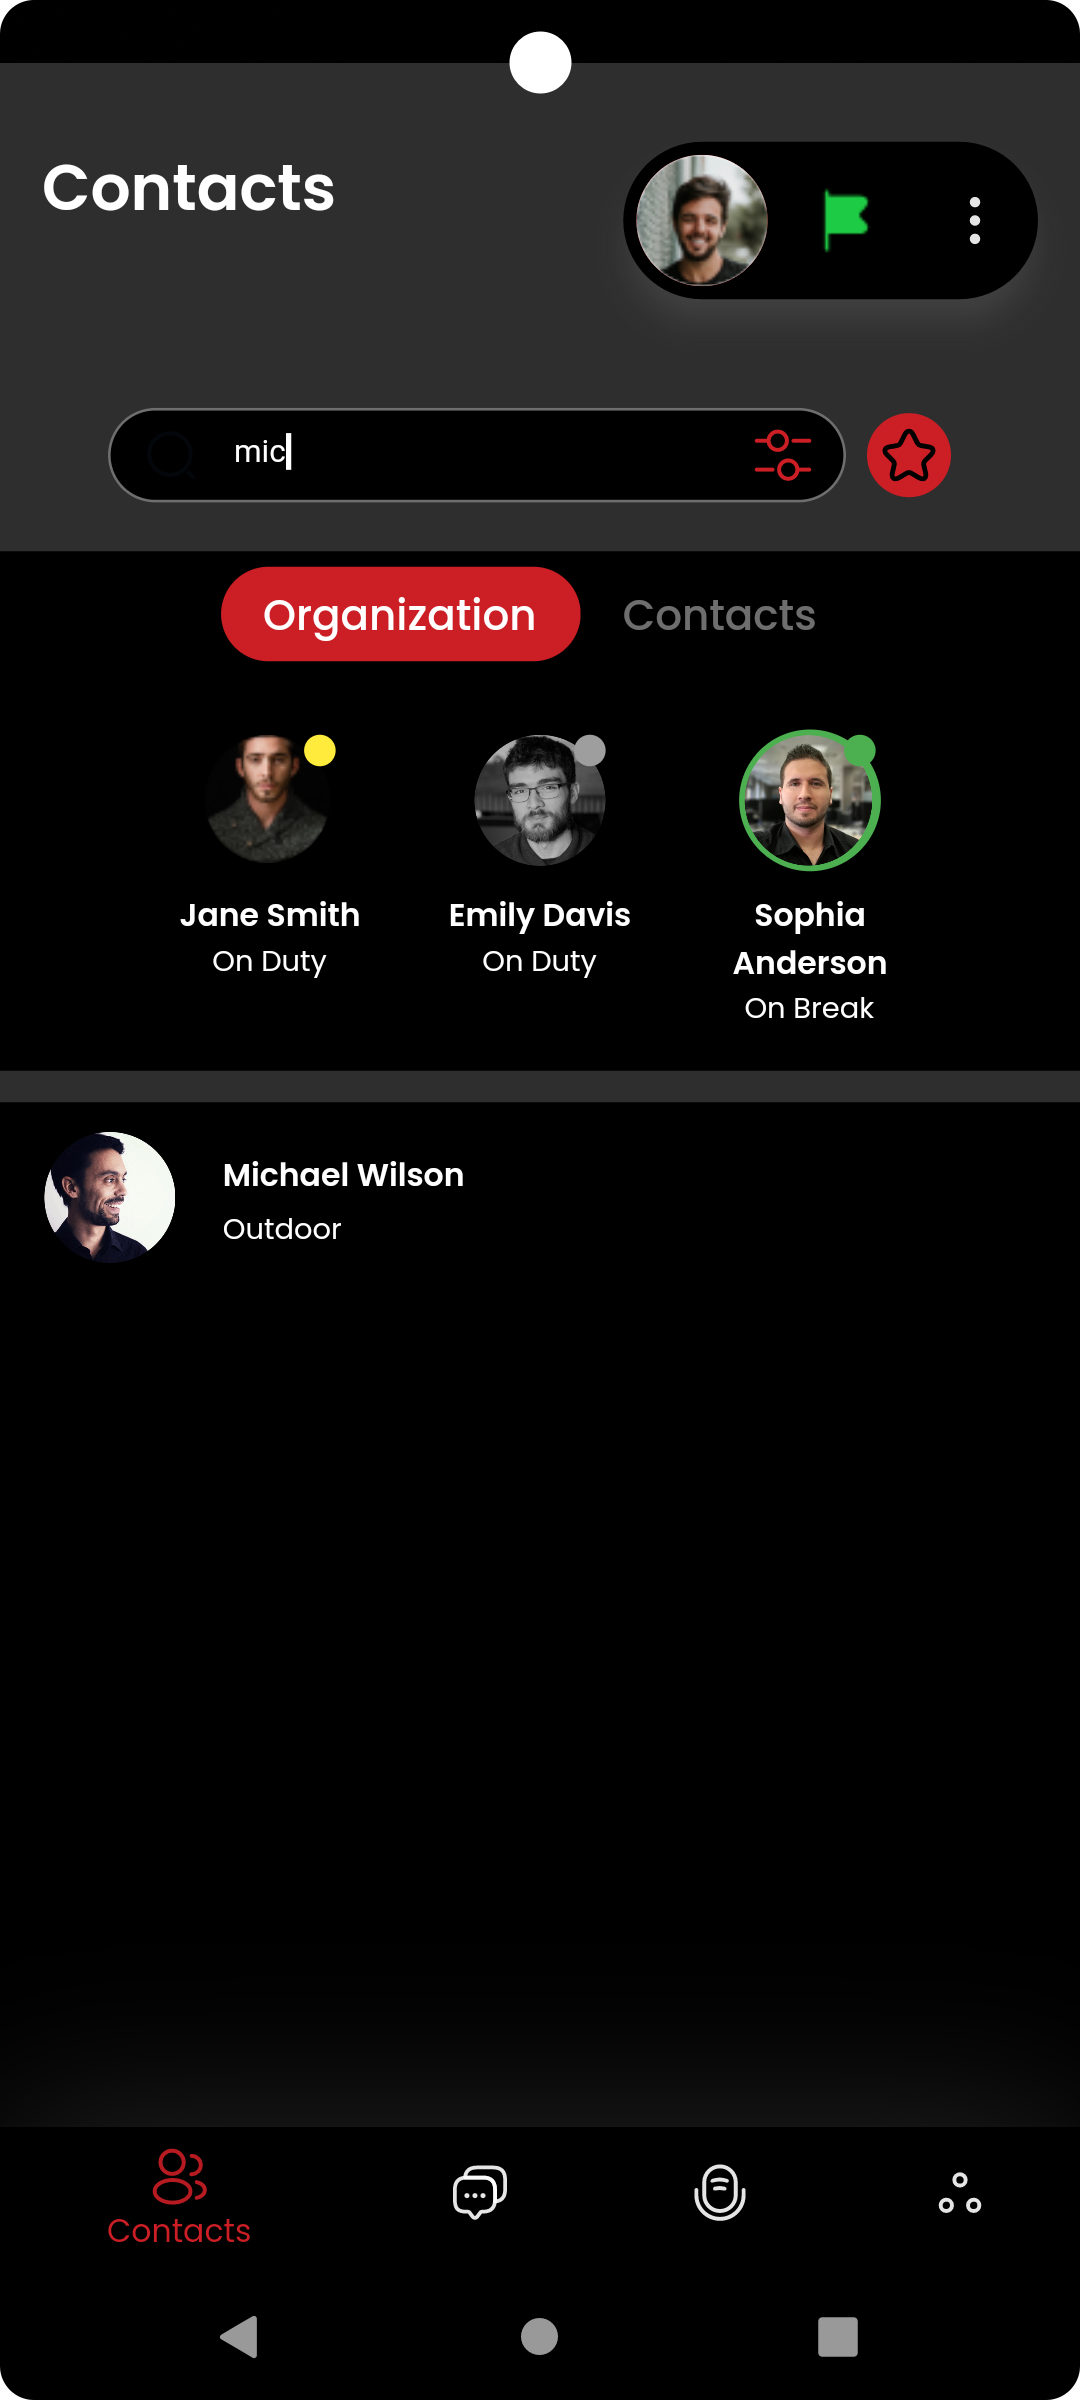 Contacts
mic
Organization
Contacts
Jane Smith
On Duty
Emily Davis
On Duty
Sophia
Anderson
On Break
Michael Wilson
Outdoor
Contacts